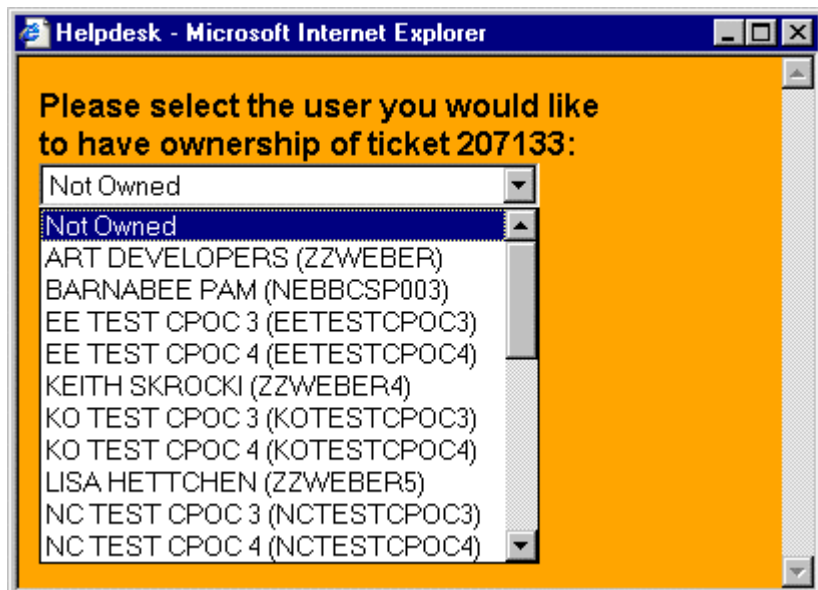 Helpdesk - Microsoft Internet Explorer
Please select the user you would like
to have ownership of ticket 207133:
Not Owned
Not Owned
ART DEVELOPERS (ZZWEBER)
BARNABEE PAM (NEBBCSP003)
EE TEST CPOC 3 (EETESTCPOC3)
EE TEST CPOC 4 (EETESTCPOC4)
KEITH SKROCKI (ZZWEBER4)
KO TEST CPOC 3 (KOTESTCPOC3)
KO TEST CPOC 4 (KOTESTCPOC4)
LISA HETTCHEN (ZZWEBER5)
NC TEST CPOC 3 (NCTESTCPOC3)
NC TEST CPOC 4 (NCTESTCPOC4)